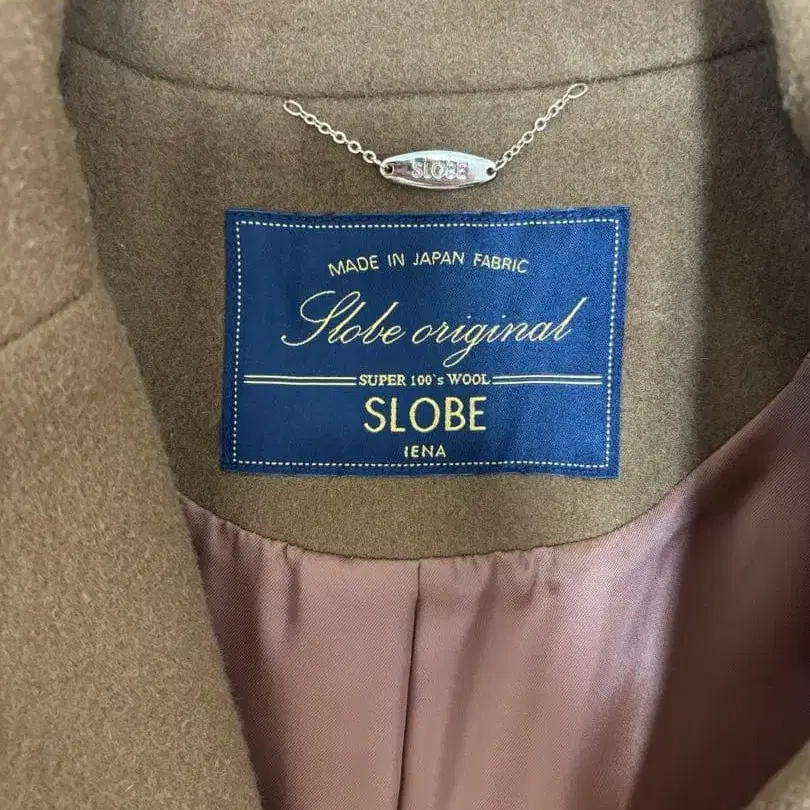 SLOBE
MADE IN JAPAN FABRIC
Slobe original
SUPER 100's WOOL
SLOBE
IENA